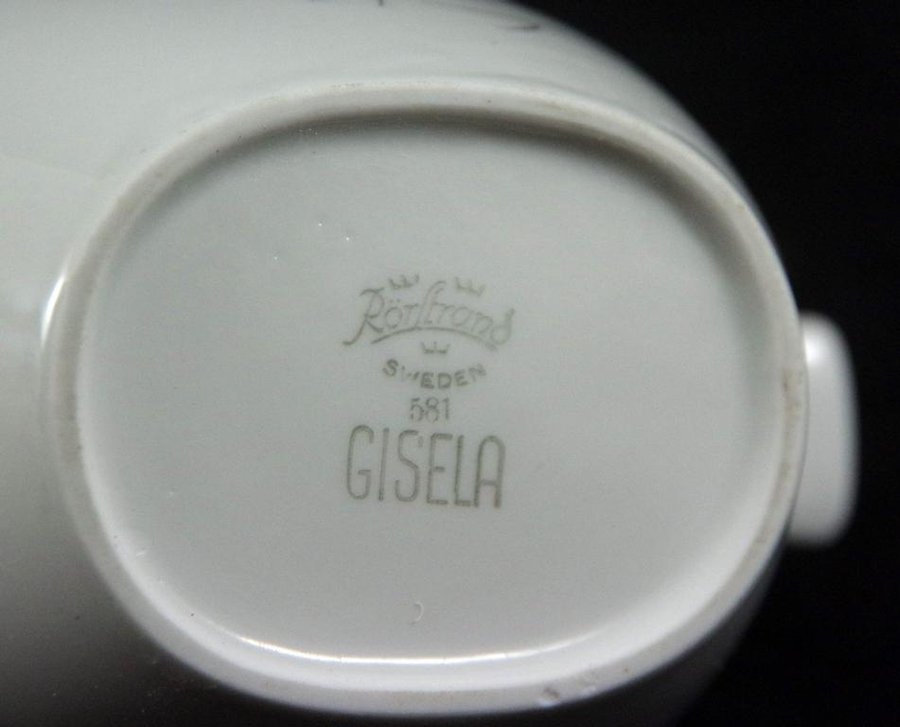 Rörstrand
SWEDEN
581
GISELA